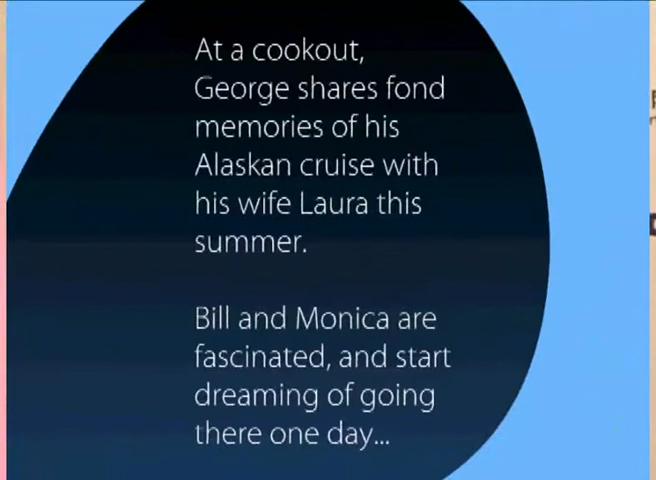 At a cookout,
George shares fond
memories of his
Alaskan cruise with
his wife Laura this
summer.
Bill and Monica are
fascinated, and start
dreaming of going
there one day...